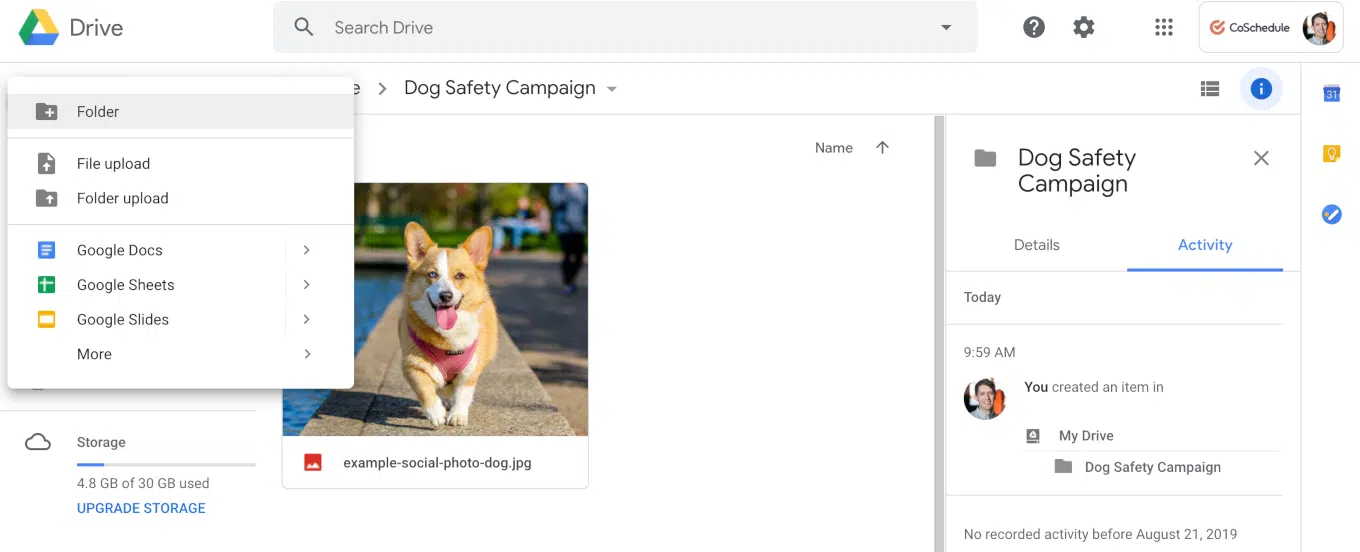 Drive
Search Drive
CoSchedule
e > Dog Safety Campaign
Folder
File upload
Folder upload
Google Docs
Google Sheets
Google Slides
More
Storage
4.8 GB of 30 GB used
UPGRADE STORAGE
Name
example-social-photo-dog.jpg
Dog Safety
Campaign
Details
Activity
Today
9:59 AM
You created an item in
My Drive
Dog Safety Campaign
No recorded activity before August 21, 2019
31